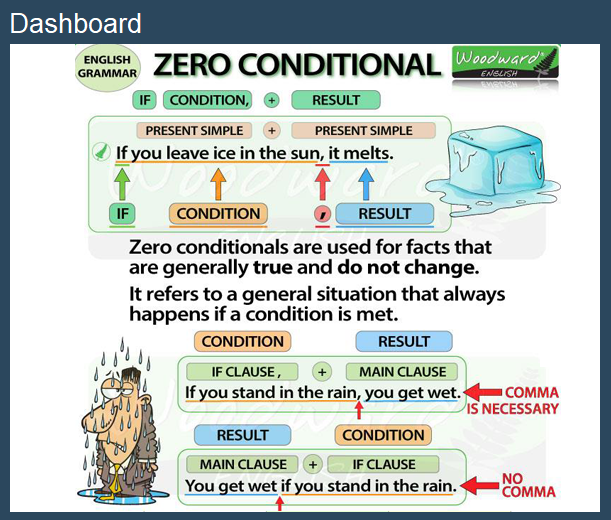 Dashboard
ENGLISH
GRAMMAR
ZERO CONDITIONAL
Woodward®
ENGLISH
IF CONDITION, + RESULT
PRESENT SIMPLE + PRESENT SIMPLE
If you leave ice in the sun, it melts.
IF CONDITION , RESULT
Zero conditionals are used for facts that
are generally true and do not change.
It refers to a general situation that always
happens if a condition is met.
CONDITION RESULT
IF CLAUSE , + MAIN CLAUSE
If you stand in the rain, you get wet.
COMMA
IS NECESSARY
RESULT CONDITION
MAIN CLAUSE + IF CLAUSE
You get wet if you stand in the rain.
NO
COMMA